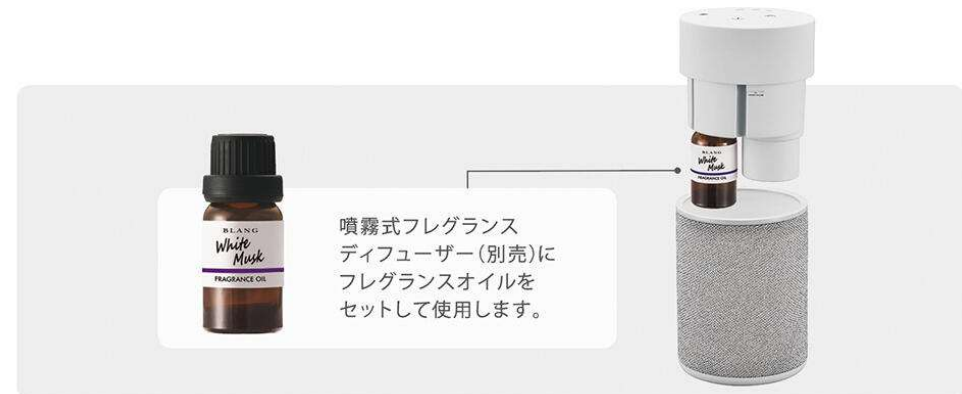 BLANG
White
Musk
FRAGRANCE OIL
噴霧式フレグランス
ディフューザー(別売)に
フレグランスオイルを
セットして使用します。
BLANG
White
Musk
FRAGRANCE OIL